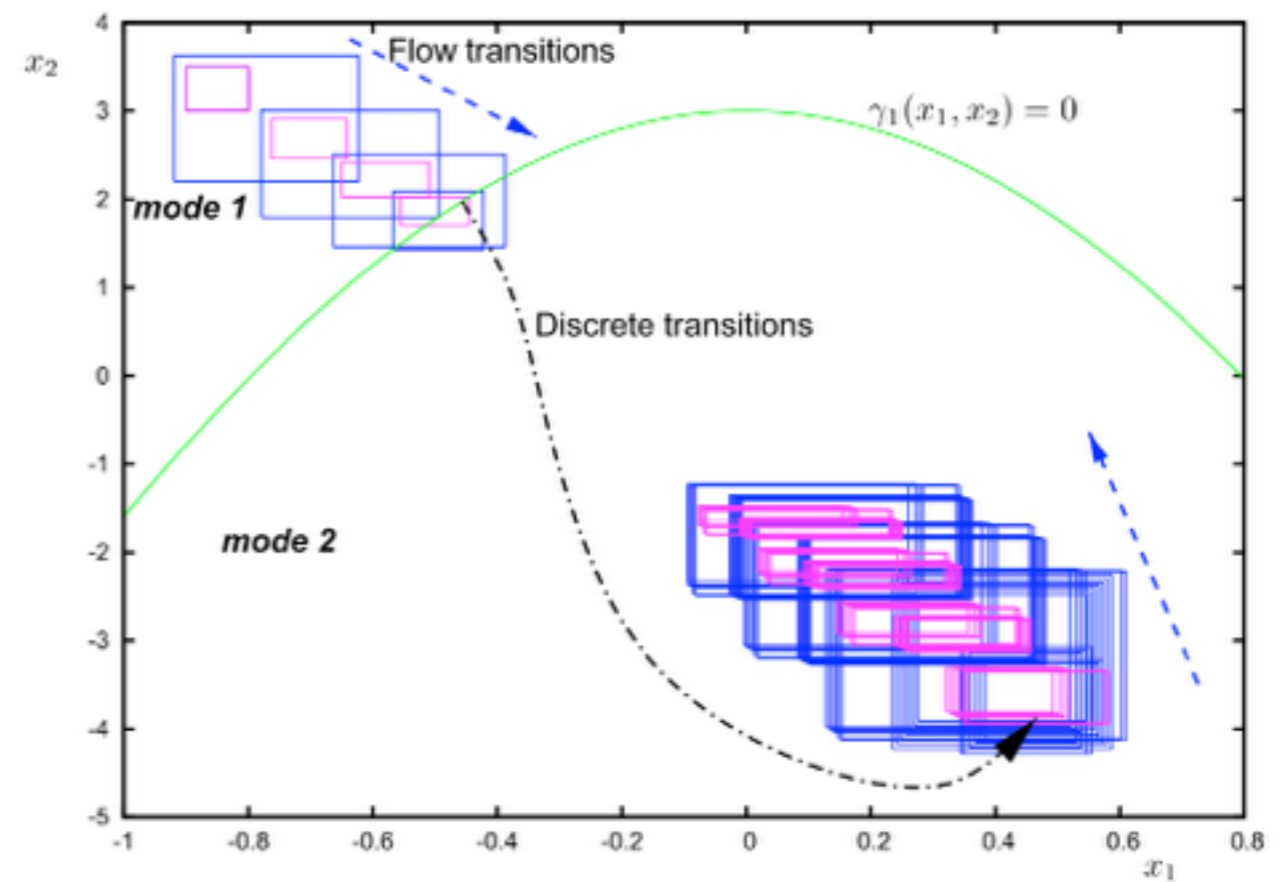 4
x₂
Flow transitions
3
γ₁(x₁, x₂) = 0
2
mode 1
1
Discrete transitions
0
-1
mode 2
-2
-3
-4
-5
-1 -0.8 -0.6 -0.4 -0.2 0 0.2 0.4 0.6 0.8
x₁